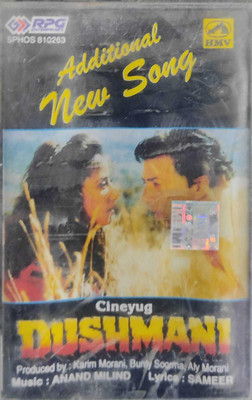 RPG
SPHOS 810263
HMV
Additional
New Song
Cineyug
DUSHMANI
Produced by : Karim Morani, Bunty Soorma, Aly Morani
Music : ANAND MILIND Lyrics : SAMEER